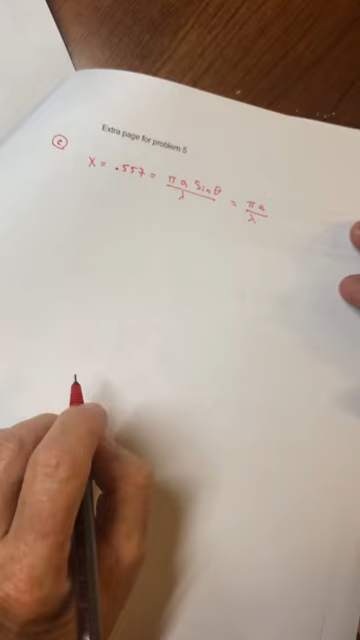 Extra page for problem 5
(c)
x = .557 = πa Sinθ/λ = πa/λ